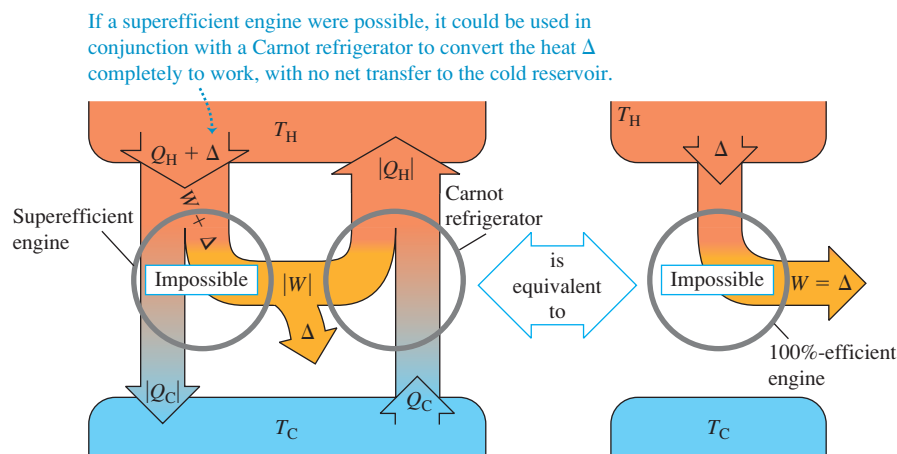 If a superefficient engine were possible, it could be used in
conjunction with a Carnot refrigerator to convert the heat Δ
completely to work, with no net transfer to the cold reservoir.
T_H
Q_H + Δ
|Q_H|
W + Δ
Superefficient
engine
Carnot
refrigerator
Impossible
|W|
Δ
|Q_C|
Q_C
T_C
is
equivalent
to
T_H
Δ
Impossible
W = Δ
100%-efficient
engine
T_C